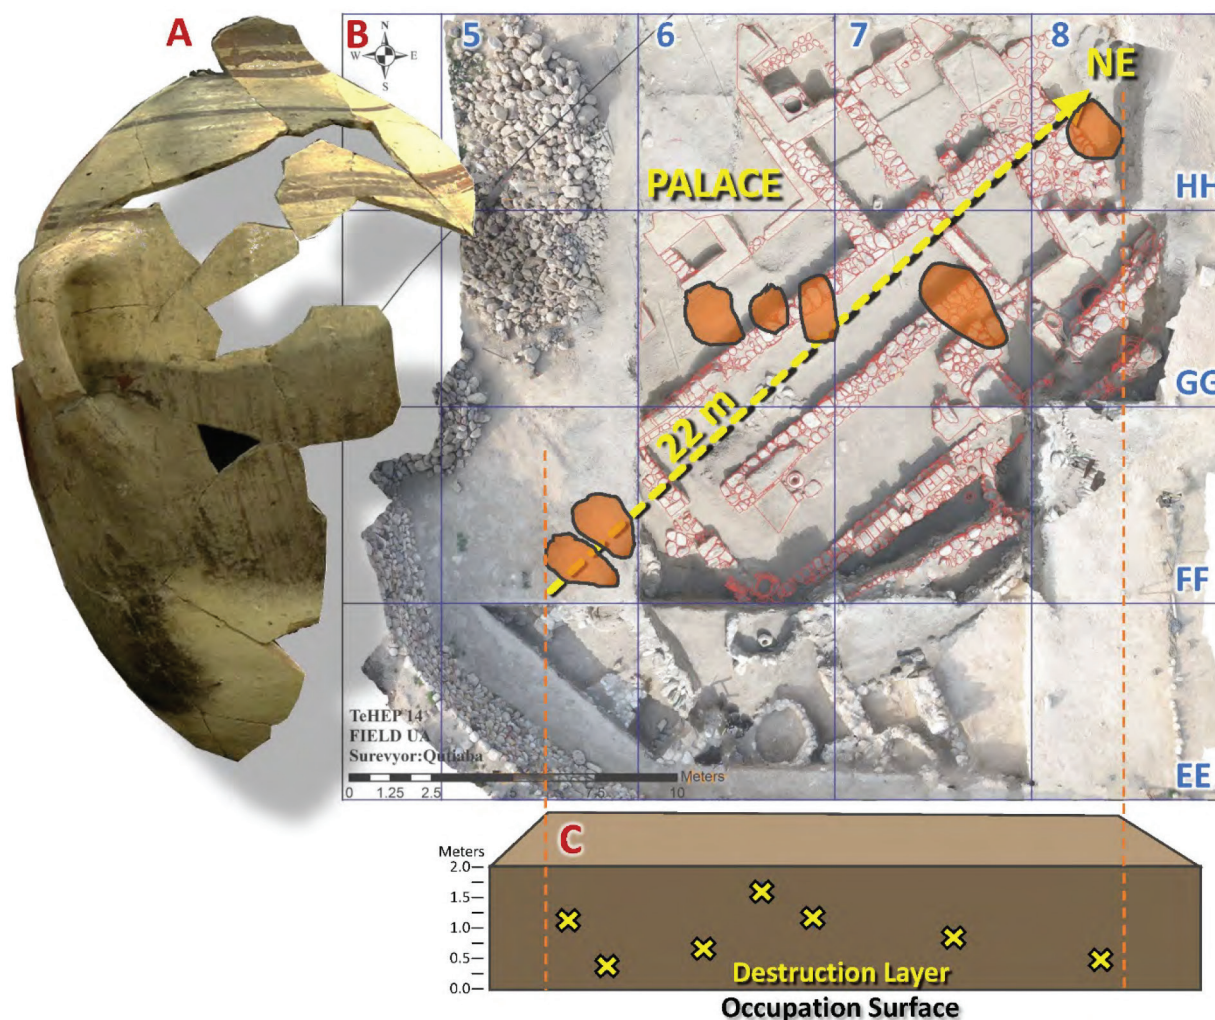 A
B
N
W E
S
5
6
7
8
NE
PALACE
HH
22 m
GG
FF
TeHEP 14
FIELD UA
Surevyor:Qutiaba
Meters
0 1.25 2.5 5 7.5 10
EE
C
Meters
2.0
1.5
1.0
0.5
0.0
Destruction Layer
Occupation Surface